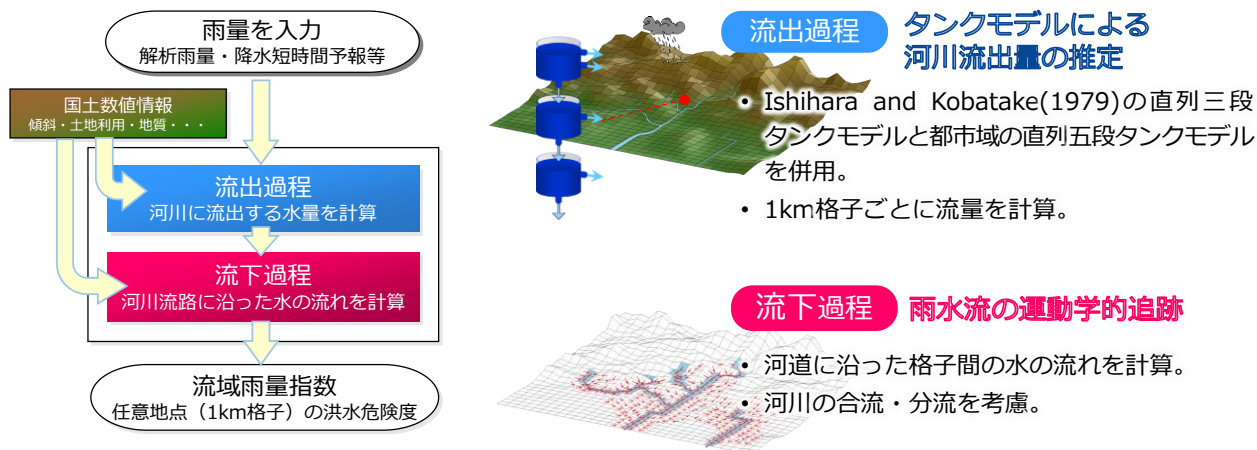 雨量を入力
解析雨量・降水短時間予報等
国土数値情報
傾斜・土地利用・地質・・・
流出過程
河川に流出する水量を計算
流下過程
河川流路に沿った水の流れを計算
流域雨量指数
任意地点（1km格子）の洪水危険度
流出過程
タンクモデルによる
河川流出量の推定
• Ishihara and Kobatake(1979)の直列三段
タンクモデルと都市域の直列五段タンクモデル
を併用。
• 1km格子ごとに流量を計算。
流下過程
雨水流の運動学的追跡
• 河道に沿った格子間の水の流れを計算。
• 河川の合流・分流を考慮。